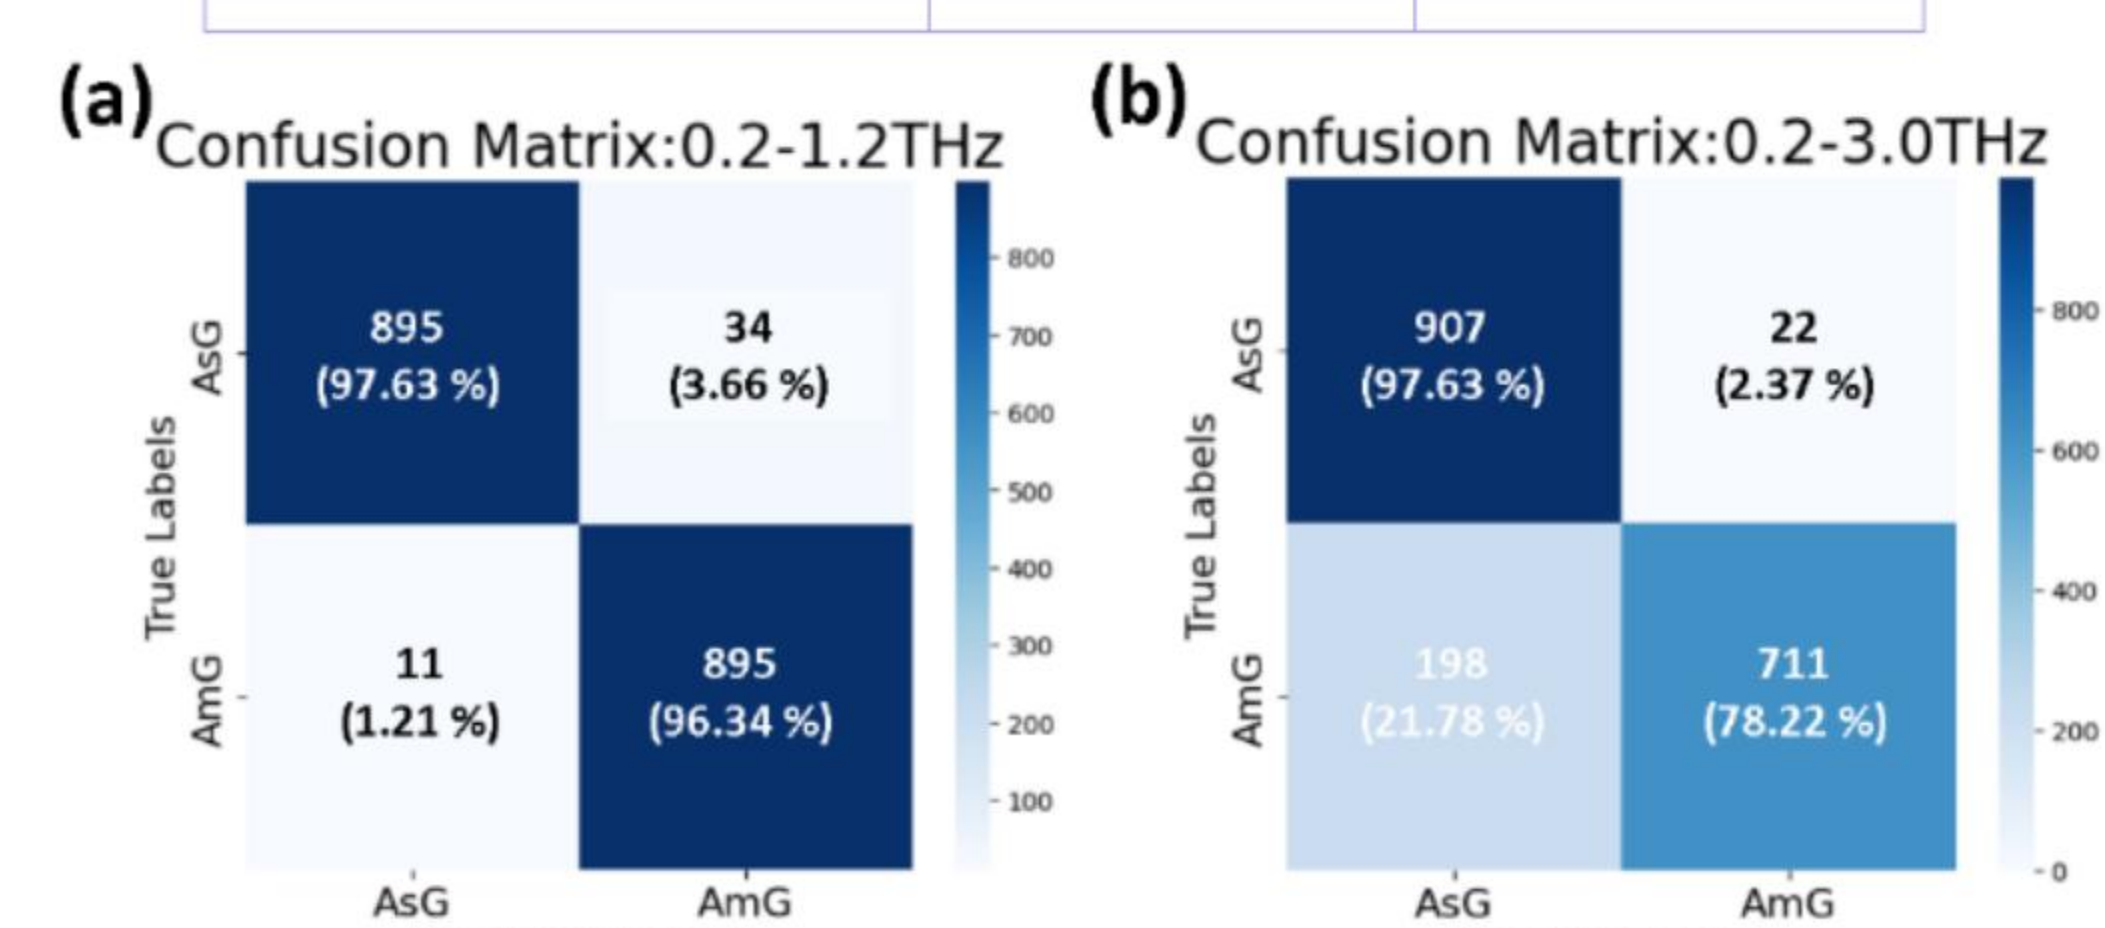 (a)
Confusion Matrix:0.2-1.2THz
True Labels
AsG
895
(97.63 %)
34
(3.66 %)
AmG
11
(1.21 %)
895
(96.34 %)
AsG
AmG
800
700
600
500
400
300
200
100
(b)
Confusion Matrix:0.2-3.0THz
True Labels
AsG
907
(97.63 %)
22
(2.37 %)
AmG
198
(21.78 %)
711
(78.22 %)
AsG
AmG
800
600
400
200
0